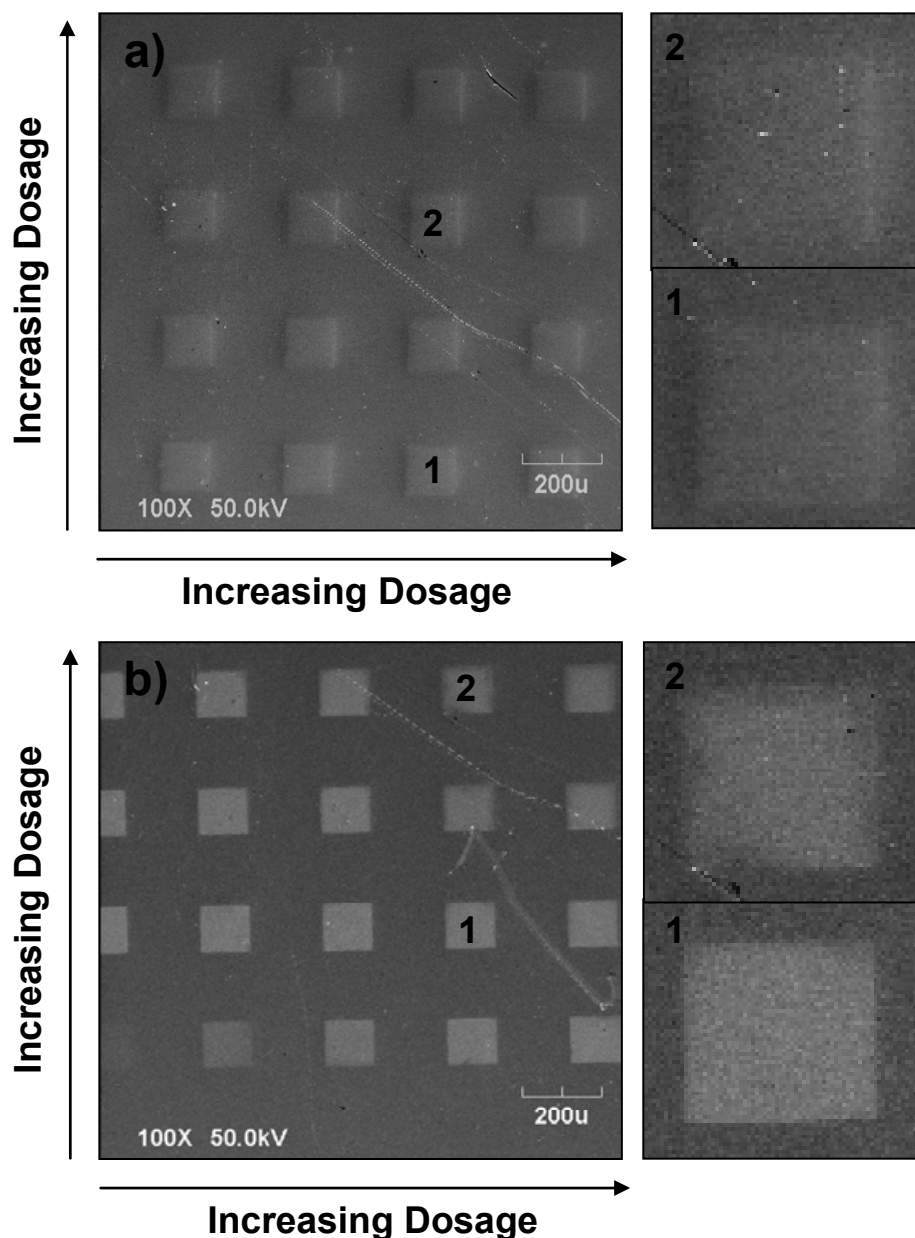 a)
2
2
1
1
200u
100X 50.0kV
Increasing Dosage
Increasing Dosage
b)
2
2
1
1
200u
100X 50.0kV
Increasing Dosage
Increasing Dosage